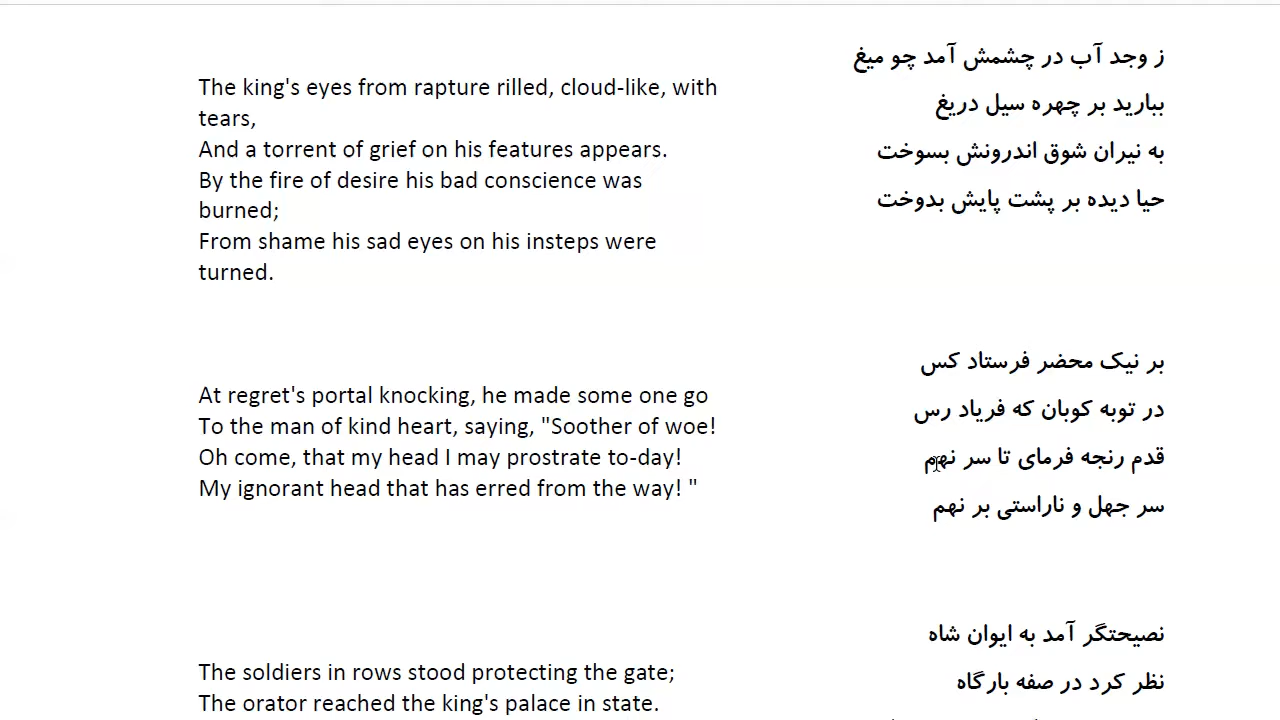 The king's eyes from rapture rilled, cloud-like, with
tears,
And a torrent of grief on his features appears.
By the fire of desire his bad conscience was
burned;
From shame his sad eyes on his insteps were
turned.
ز وجد آب در چشمش آمد چو میغ
ببارید بر چهره سیل دریغ
به نیران شوق اندرونش بسوخت
حیا دیده بر پشت پایش بدوخت
At regret's portal knocking, he made some one go
To the man of kind heart, saying, "Soother of woe!
Oh come, that my head I may prostrate to-day!
My ignorant head that has erred from the way! "
بر نیک محضر فرستاد کس
در توبه کوبان که فریاد رس
قدم رنجه فرمای تا سر نهم
سر جهل و ناراستی بر نهم
The soldiers in rows stood protecting the gate;
The orator reached the king's palace in state.
نصیحتگر آمد به ایوان شاه
نظر کرد در صفه بارگاه